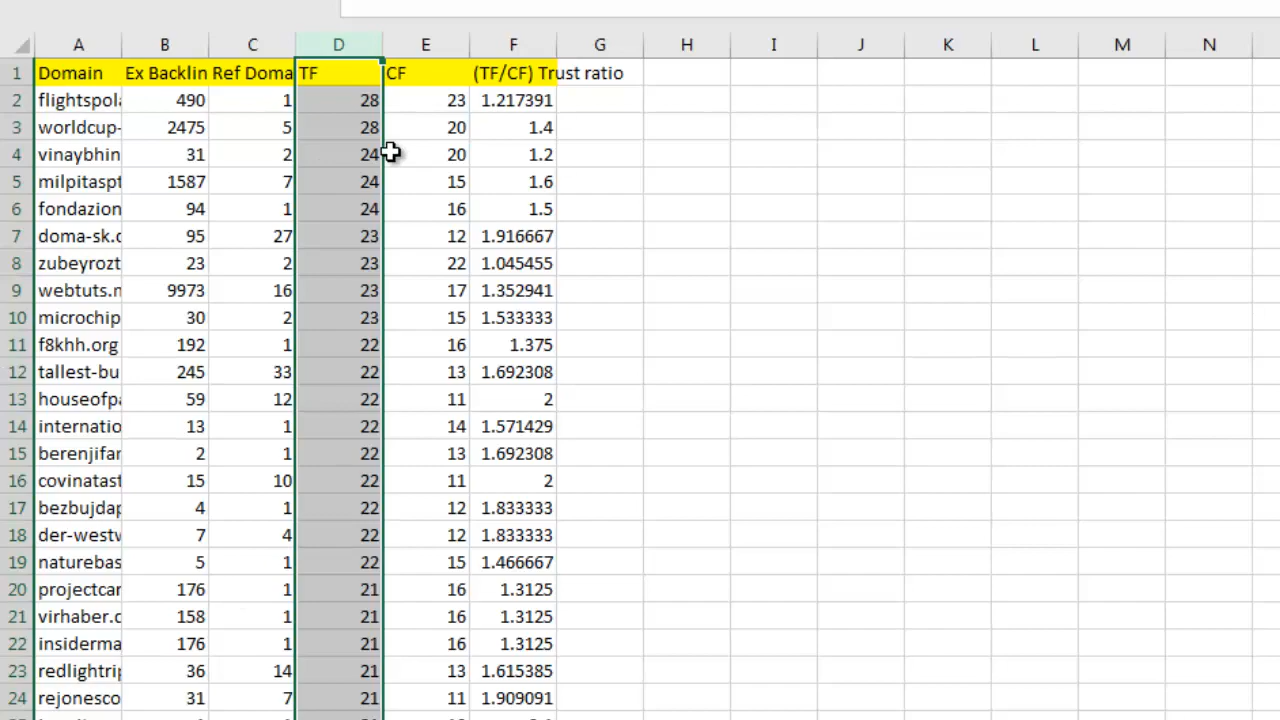 A B C D E F G H I J K L M N
1 Domain Ex Backlin Ref Doma TF CF (TF/CF) Trust ratio
2 flightspola 490 1 28 23 1.217391
3 worldcup- 2475 5 28 20 1.4
4 vinaybhin 31 2 24 20 1.2
5 milpitaspt 1587 7 24 15 1.6
6 fondazion 94 1 24 16 1.5
7 doma-sk.c 95 27 23 12 1.916667
8 zubeyrozt 23 2 23 22 1.045455
9 webtuts.n 9973 16 23 17 1.352941
10 microchip 30 2 23 15 1.533333
11 f8khh.org 192 1 22 16 1.375
12 tallest-bu 245 33 22 13 1.692308
13 houseofpa 59 12 22 11 2
14 internatio 13 1 22 14 1.571429
15 berenjifar 2 1 22 13 1.692308
16 covinatast 15 10 22 11 2
17 bezbujdap 4 1 22 12 1.833333
18 der-westw 7 4 22 12 1.833333
19 naturebas 5 1 22 15 1.466667
20 projectcar 176 1 21 16 1.3125
21 virhaber.c 158 1 21 16 1.3125
22 insiderma 176 1 21 16 1.3125
23 redlightrip 36 14 21 13 1.615385
24 rejonesco 31 7 21 11 1.909091